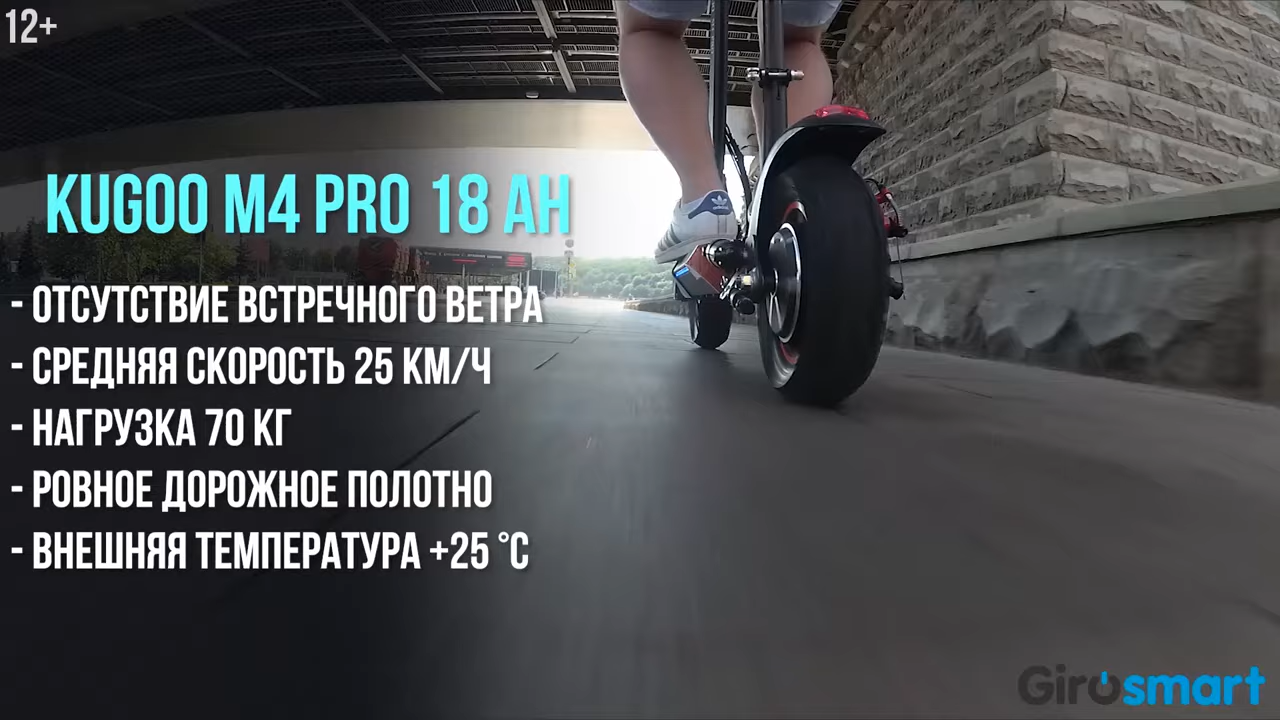 12+
KUGOO M4 PRO 18 AH
- ОТСУТСТВИЕ ВСТРЕЧНОГО ВЕТРА
- СРЕДНЯЯ СКОРОСТЬ 25 КМ/Ч
- НАГРУЗКА 70 КГ
- РОВНОЕ ДОРОЖНОЕ ПОЛОТНО
- ВНЕШНЯЯ ТЕМПЕРАТУРА +25 °С
Girosmart